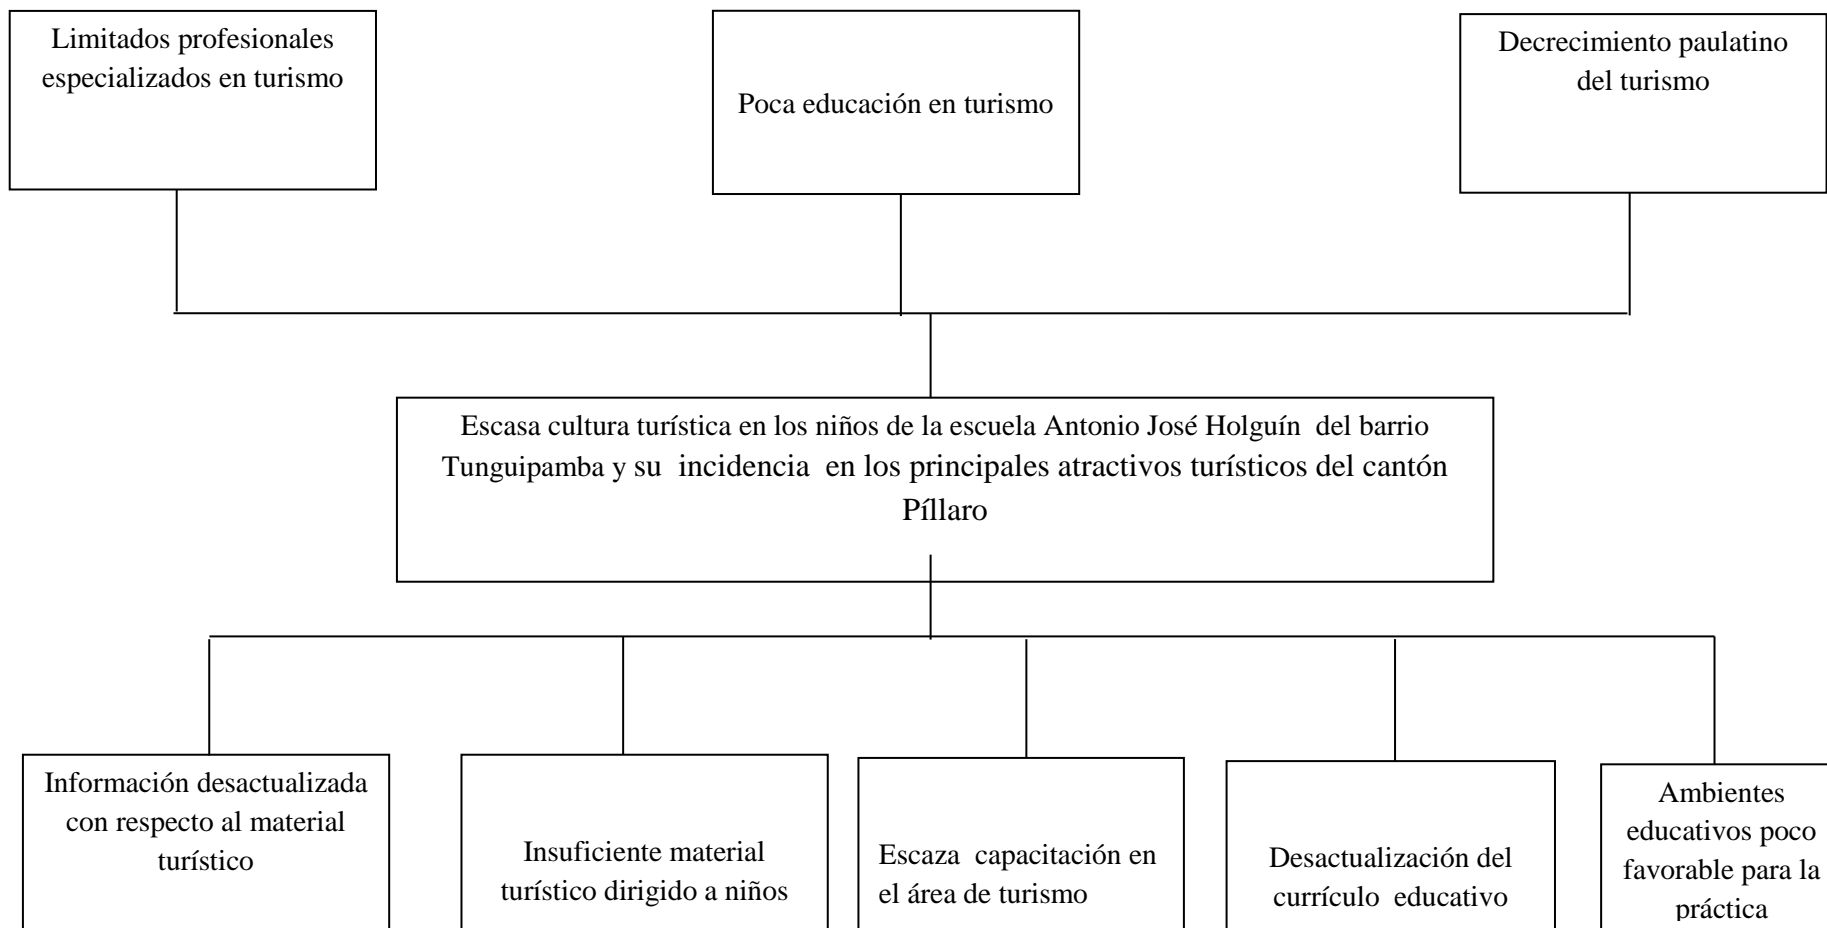 Limitados profesionales
especializados en turismo
Poca educación en turismo
Decrecimiento paulatino
del turismo
Escasa cultura turística en los niños de la escuela Antonio José Holguín  del barrio
Tunguipamba y su  incidencia  en los principales atractivos turísticos del cantón
Píllaro
Información desactualizada
con respecto al material
turístico
Insuficiente material
turístico dirigido a niños
Escaza  capacitación en
el área de turismo
Desactualización del
currículo  educativo
Ambientes
educativos poco
favorable para la
práctica